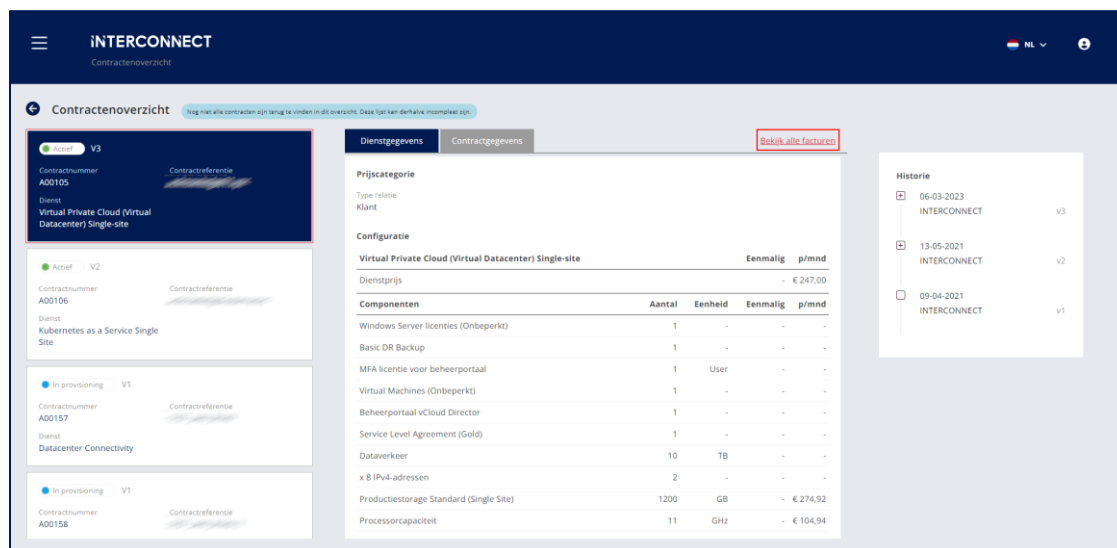 INTERCONNECT
Contractenoverzicht
NL
Contractenoverzicht
Nog niet alle contracten zijn terug te vinden in dit overzicht. Deze lijst kan derhalve incompleet zijn.
Actief V3
Contractnummer Contractreferentie
A00105
Dienst
Virtual Private Cloud (Virtual
Datacenter) Single-site
Actief V2
Contractnummer Contractreferentie
A00106
Dienst
Kubernetes as a Service Single
Site
In provisioning V1
Contractnummer Contractreferentie
A00157
Dienst
Datacenter Connectivity
In provisioning V1
Contractnummer Contractreferentie
A00158
Dienstgegevens Contractgegevens Bekijk alle facturen
Prijscategorie
Type relatie
Klant
Configuratie
Virtual Private Cloud (Virtual Datacenter) Single-site Eenmalig p/mnd
Dienstprijs - € 247,00
Componenten Aantal Eenheid Eenmalig p/mnd
Windows Server licenties (Onbeperkt) 1 - - -
Basic DR Backup 1 - - -
MFA licentie voor beheerportaal 1 User - -
Virtual Machines (Onbeperkt) 1 - - -
Beheerportaal vCloud Director 1 - - -
Service Level Agreement (Gold) 1 - - -
Dataverkeer 10 TB - -
x 8 IPv4-adressen 2 - - -
Productiestorage Standard (Single Site) 1200 GB - € 274,92
Processorcapaciteit 11 GHz - € 104,94
Historie
06-03-2023
INTERCONNECT v3
13-05-2021
INTERCONNECT v2
09-04-2021
INTERCONNECT v1